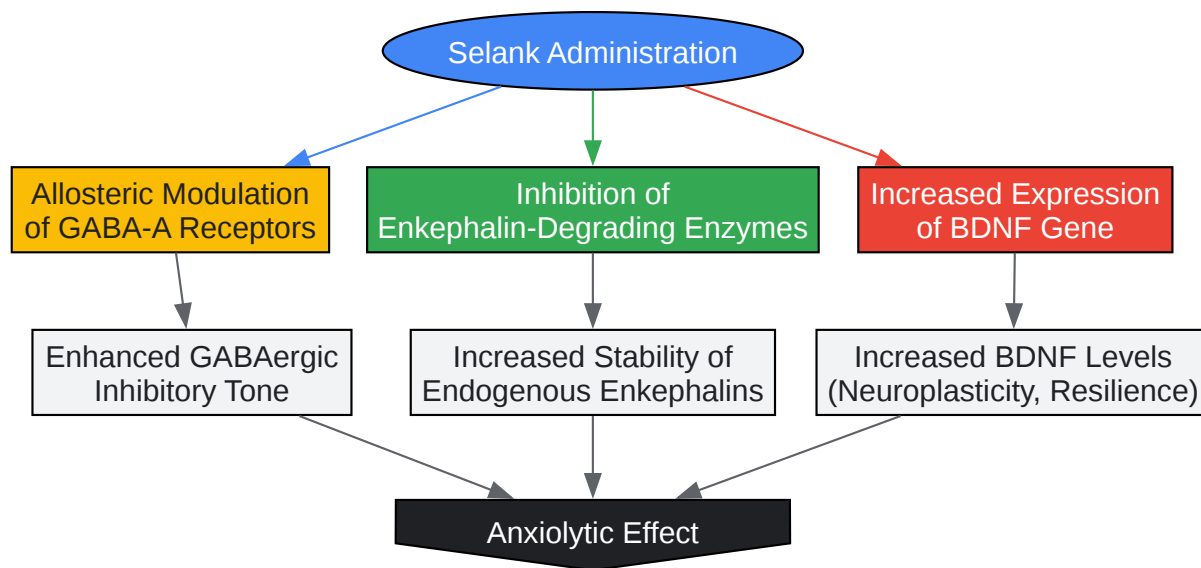 Selank Administration
Allosteric Modulation
of GABA-A Receptors
Inhibition of
Enkephalin-Degrading Enzymes
Increased Expression
of BDNF Gene
Enhanced GABAergic
Inhibitory Tone
Increased Stability of
Endogenous Enkephalins
Increased BDNF Levels
(Neuroplasticity, Resilience)
Anxiolytic Effect